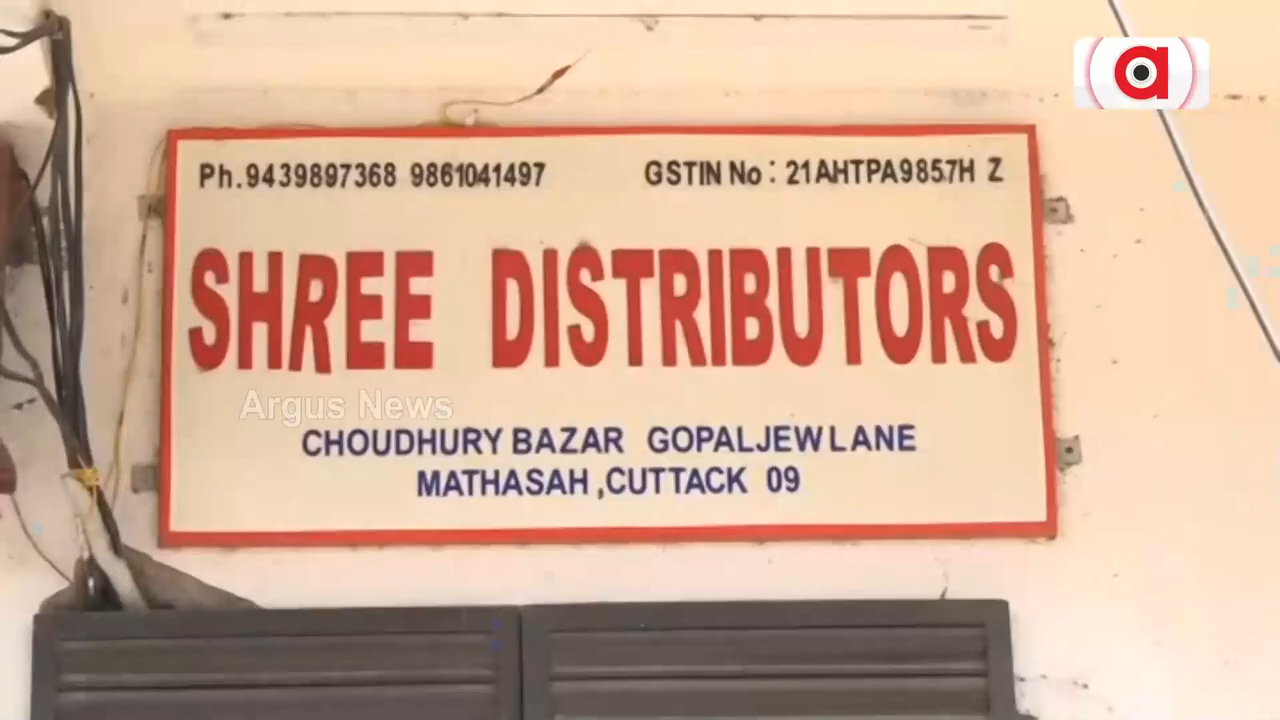 Ph.9439897368 9861041497 GSTIN No : 21AHTPA9857H Z
SHREE DISTRIBUTORS
Argus News
CHOUDHURY BAZAR GOPALJEW LANE
MATHASAH ,CUTTACK 09
a